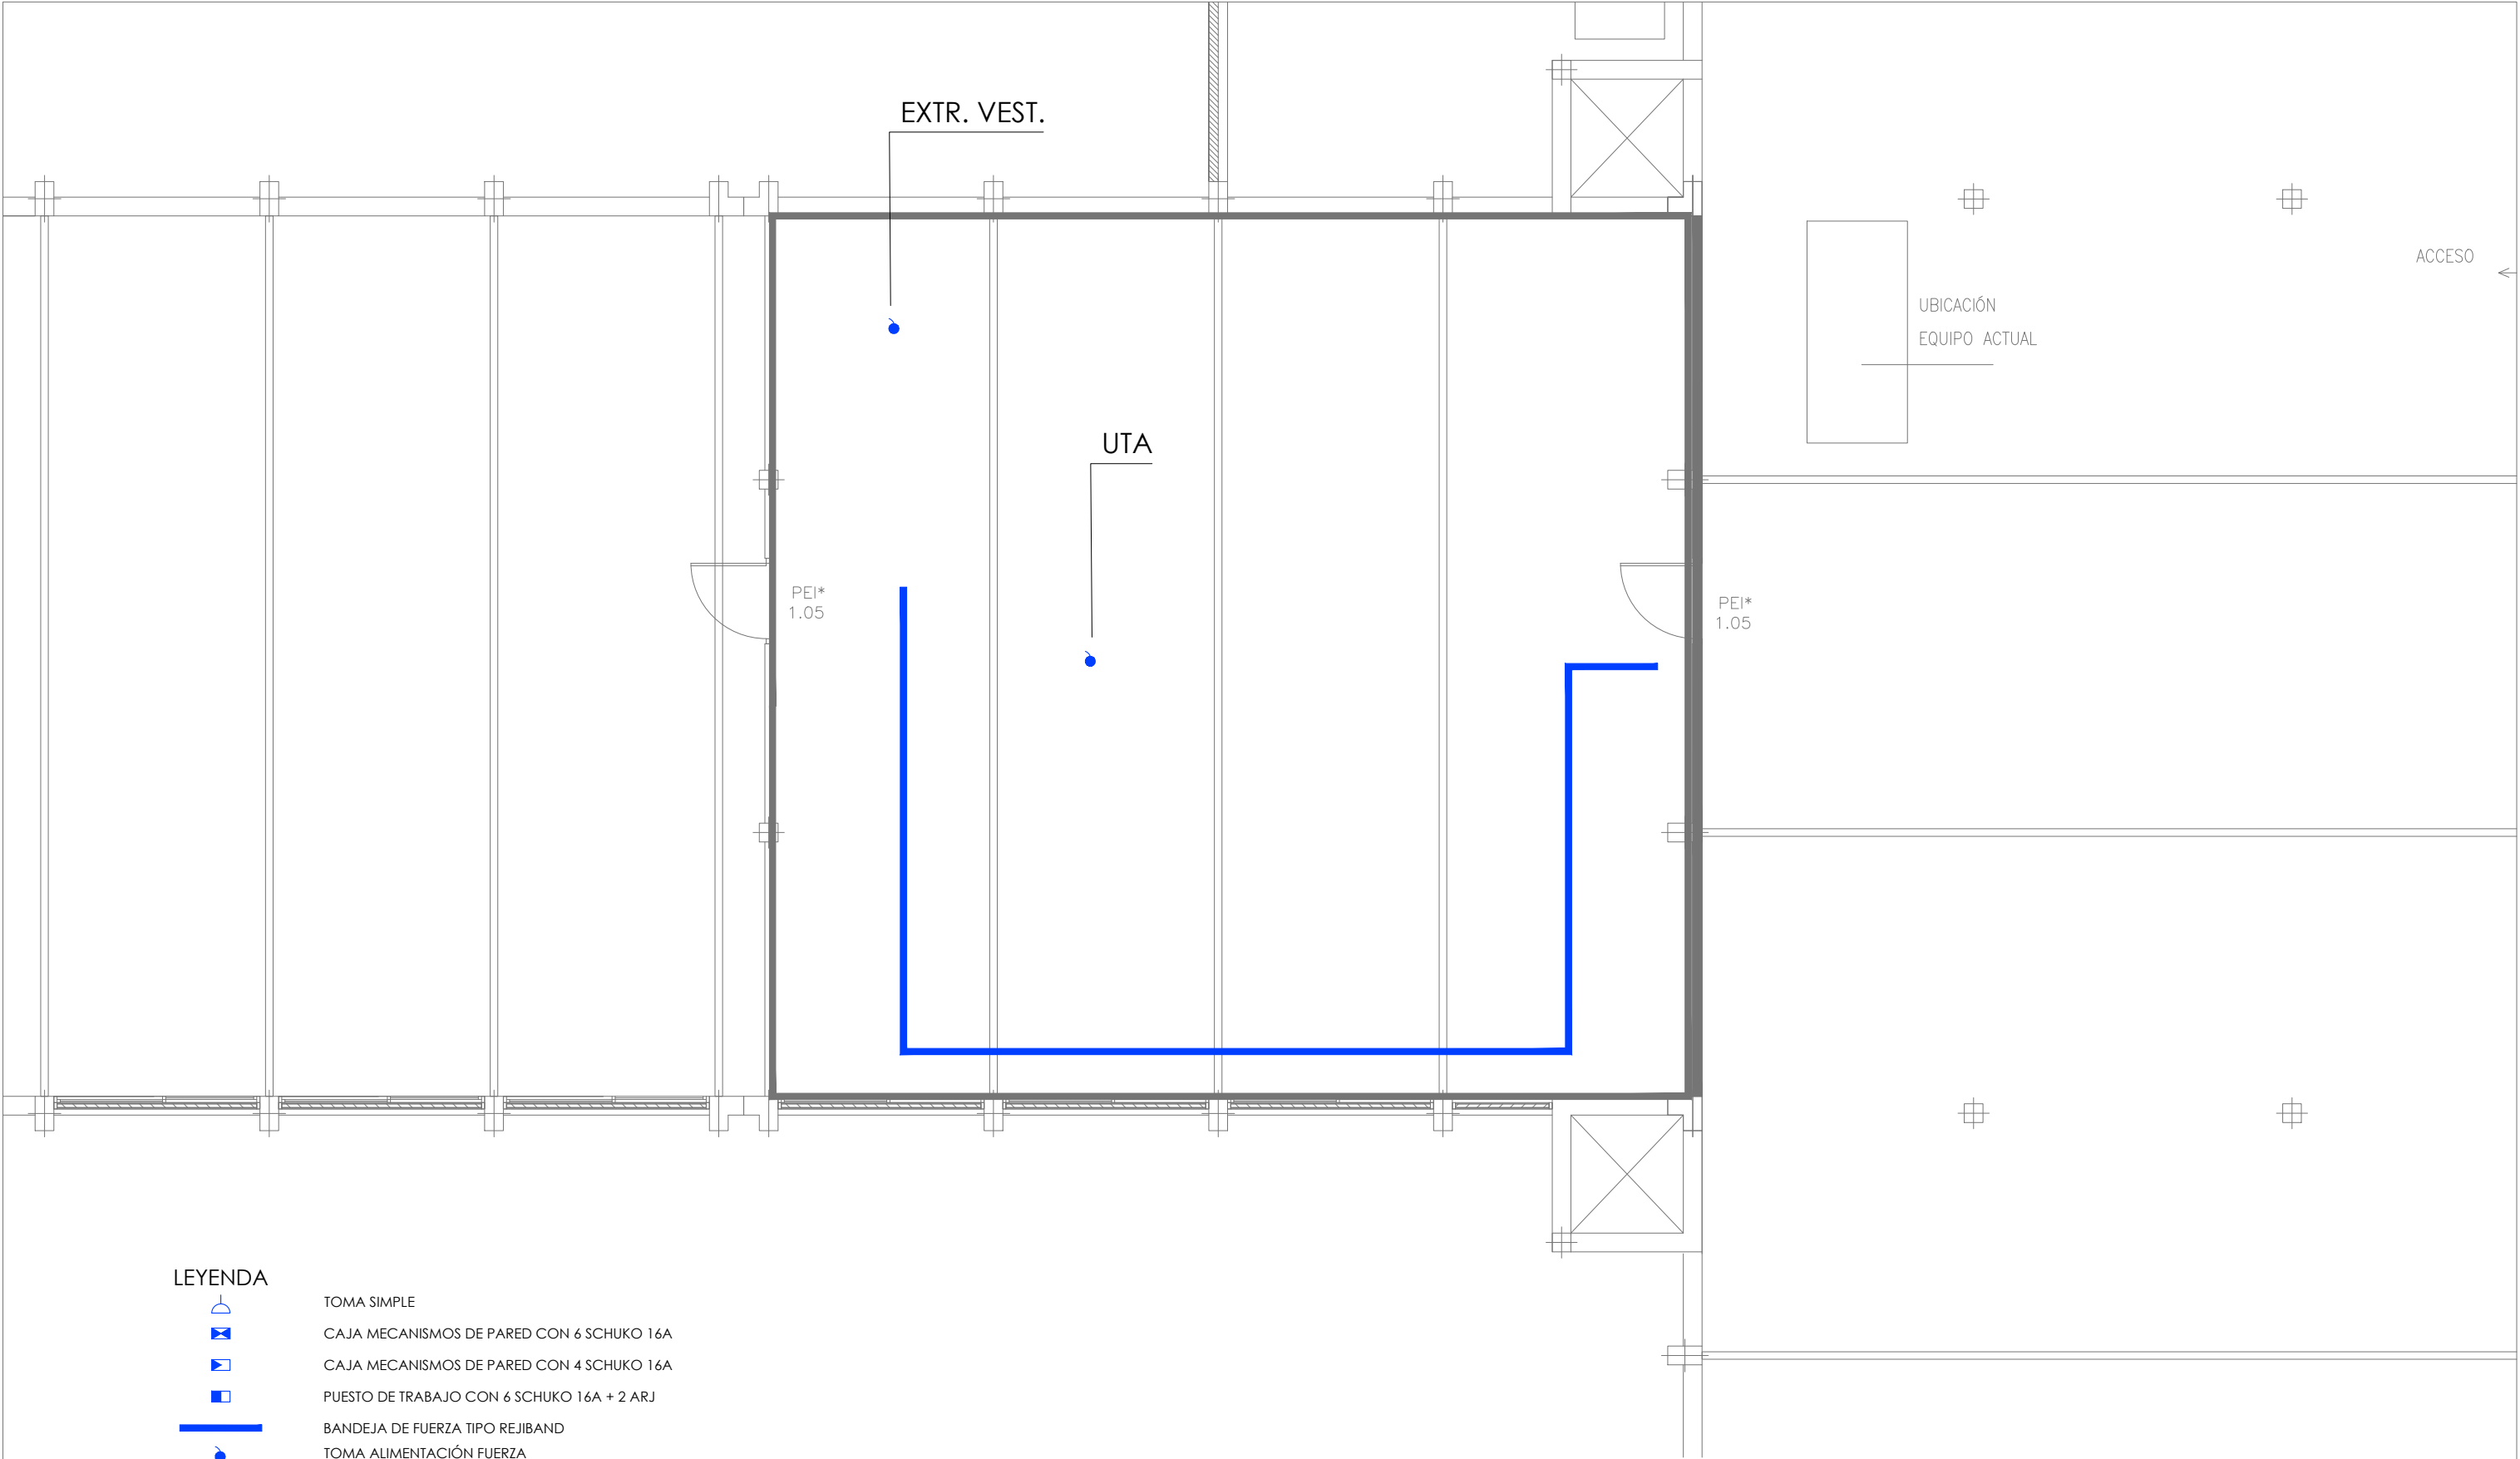 EXTR. VEST.
ACCESO
UBICACIÓN
EQUIPO ACTUAL
UTA
PEI*
1.05
PEI*
1.05
LEYENDA
TOMA SIMPLE
CAJA MECANISMOS DE PARED CON 6 SCHUKO 16A
CAJA MECANISMOS DE PARED CON 4 SCHUKO 16A
PUESTO DE TRABAJO CON 6 SCHUKO 16A + 2 ARJ
BANDEJA DE FUERZA TIPO REJIBAND
TOMA ALIMENTACIÓN FUERZA